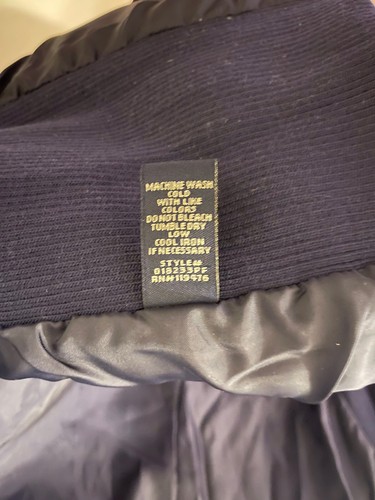 MACHINE WASH
COLD
WITH LIKE
COLORS
DO NOT BLEACH
TUMBLE DRY
LOW
COOL IRON
IF NECESSARY
STYLE#
018233PF
RN#119476